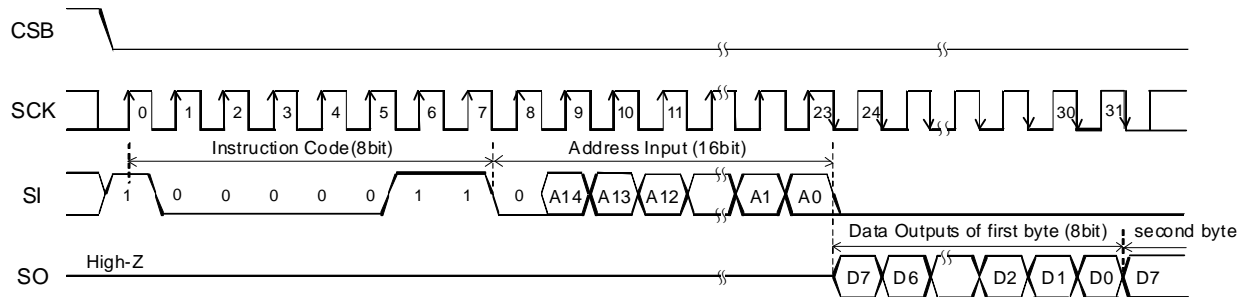 CSB
SCK 0 1 2 3 4 5 6 7 8 9 10 11 23 24 30 31
Instruction Code(8bit) Address Input (16bit)
SI 1 0 0 0 0 0 1 1 0 A14 A13 A12 A1 A0
Data Outputs of first byte (8bit) second byte
High-Z
SO D7 D6 D2 D1 D0 D7